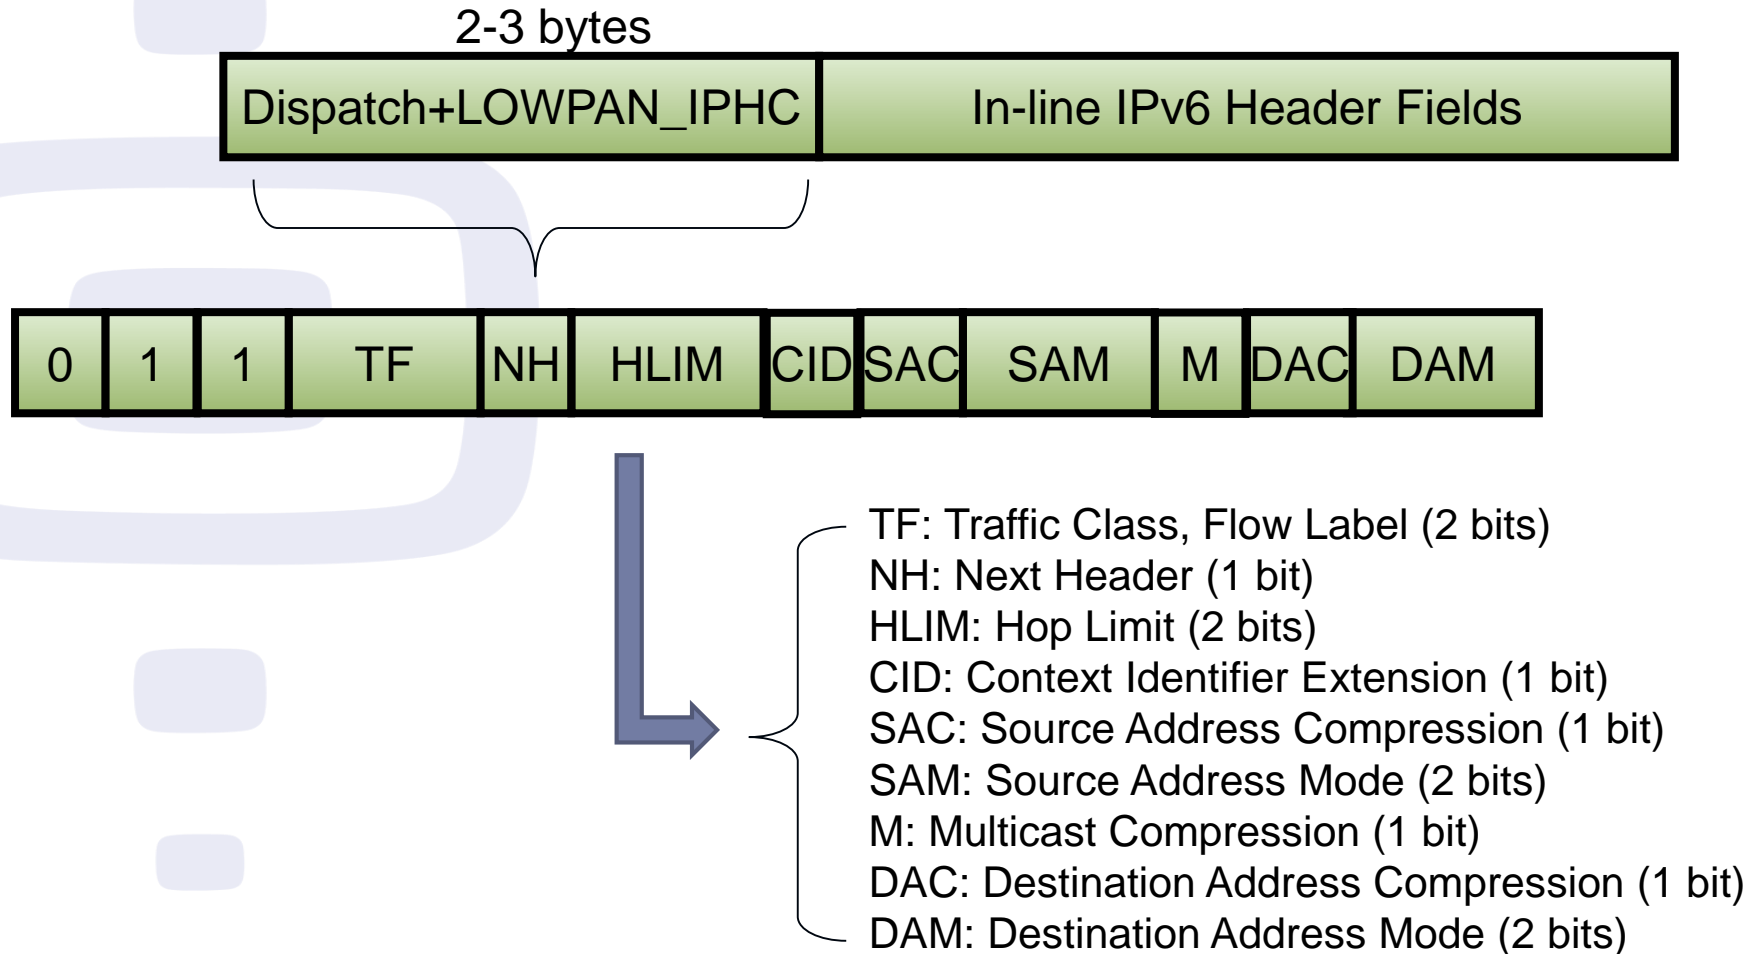 2-3 bytes
Dispatch+LOWPAN_IPHC In-line IPv6 Header Fields
0 1 1 TF NH HLIM CID SAC SAM M DAC DAM
TF: Traffic Class, Flow Label (2 bits)
NH: Next Header (1 bit)
HLIM: Hop Limit (2 bits)
CID: Context Identifier Extension (1 bit)
SAC: Source Address Compression (1 bit)
SAM: Source Address Mode (2 bits)
M: Multicast Compression (1 bit)
DAC: Destination Address Compression (1 bit)
DAM: Destination Address Mode (2 bits)